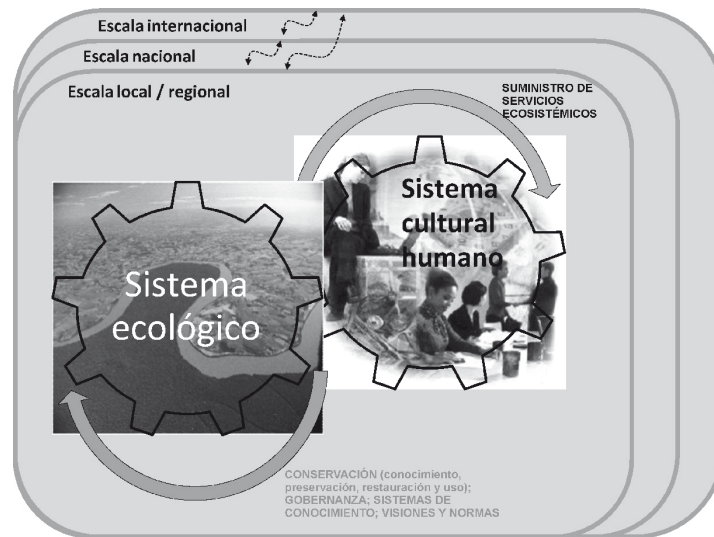 Escala internacional
Escala nacional
Escala local / regional
SUMINISTRO DE
SERVICIOS
ECOSISTÉMICOS
Sistema
cultural
humano
Sistema
ecológico
CONSERVACIÓN (conocimiento,
preservación, restauración y uso);
GOBERNANZA; SISTEMAS DE
CONOCIMIENTO; VISIONES Y NORMAS